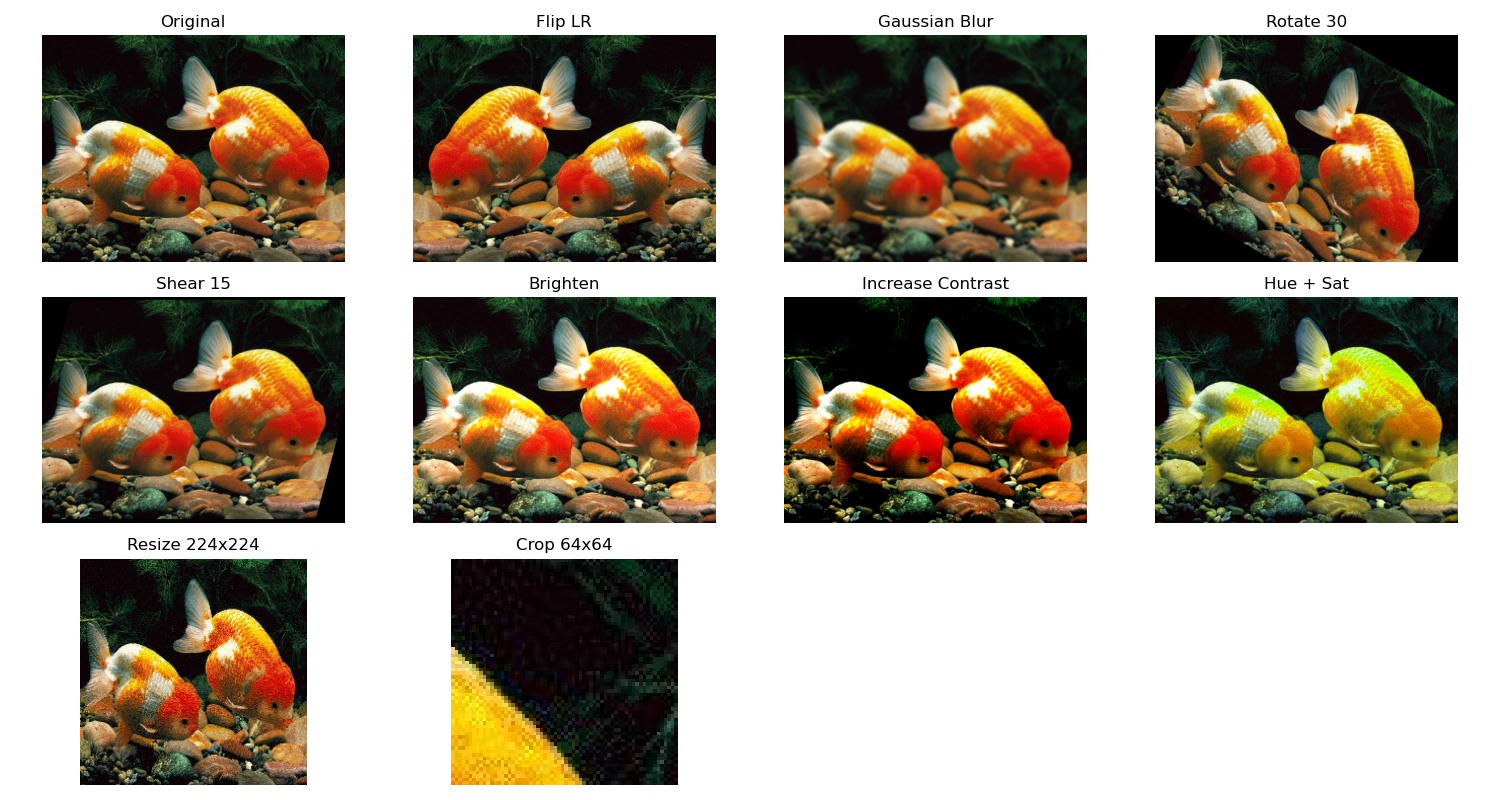 Original
Flip LR
Gaussian Blur
Rotate 30
Shear 15
Brighten
Increase Contrast
Hue + Sat
Resize 224x224
Crop 64x64